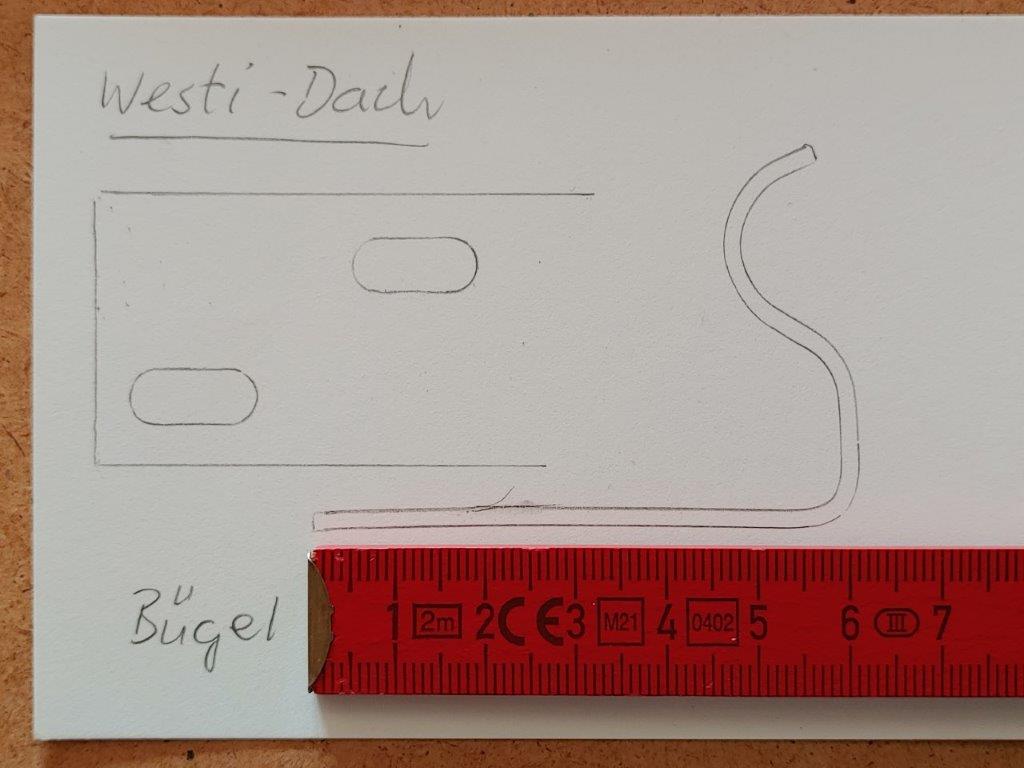 Westi-Dach
Bügel
1 2m 2 CE 3 M21 4 0402 5 6 III 7